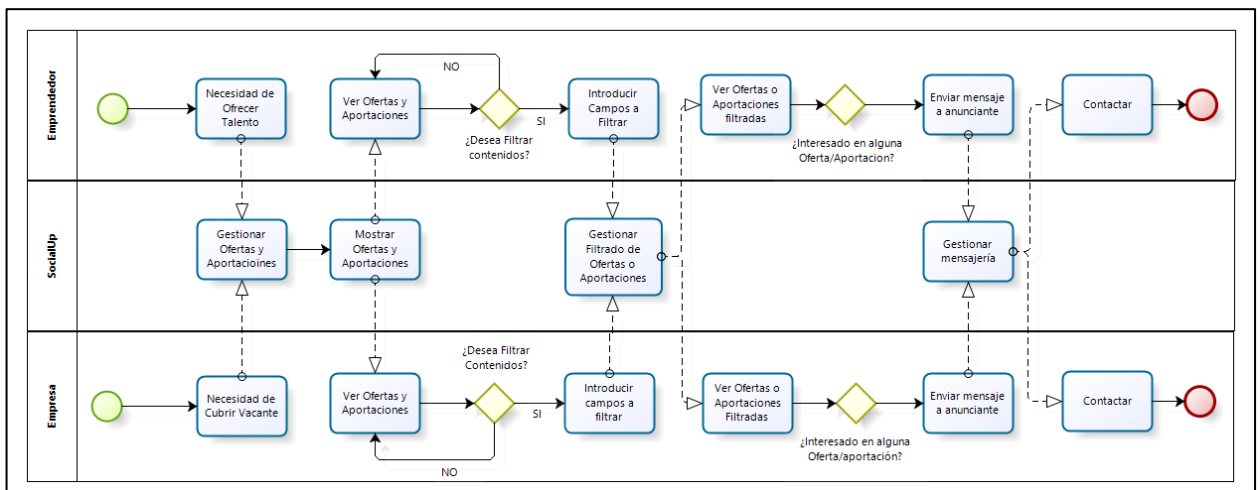 Emprendedor
Necesidad de
Ofrecer
Talento
Ver Ofertas y
Aportaciones
NO
¿Desea Filtrar
contenidos?
SI
Introducir
Campos a
Filtrar
Ver Ofertas o
Aportaciones
filtradas
¿Interesado en alguna
Oferta/Aportacion?
Enviar mensaje
a anunciante
Contactar
SocialUp
Gestionar
Ofertas y
Aportacioines
Mostrar
Ofertas y
Aportaciones
Gestionar
Filtrado de
Ofertas o
Aportaciones
Gestionar
mensajería
Empresa
Necesidad de
Cubrir Vacante
Ver Ofertas y
Aportaciones
¿Desea Filtrar
Contenidos?
SI
NO
Introducir
campos a
filtrar
Ver Ofertas o
Aportaciones
Filtradas
¿Interesado en alguna
Oferta/aportación?
Enviar mensaje
a anunciante
Contactar